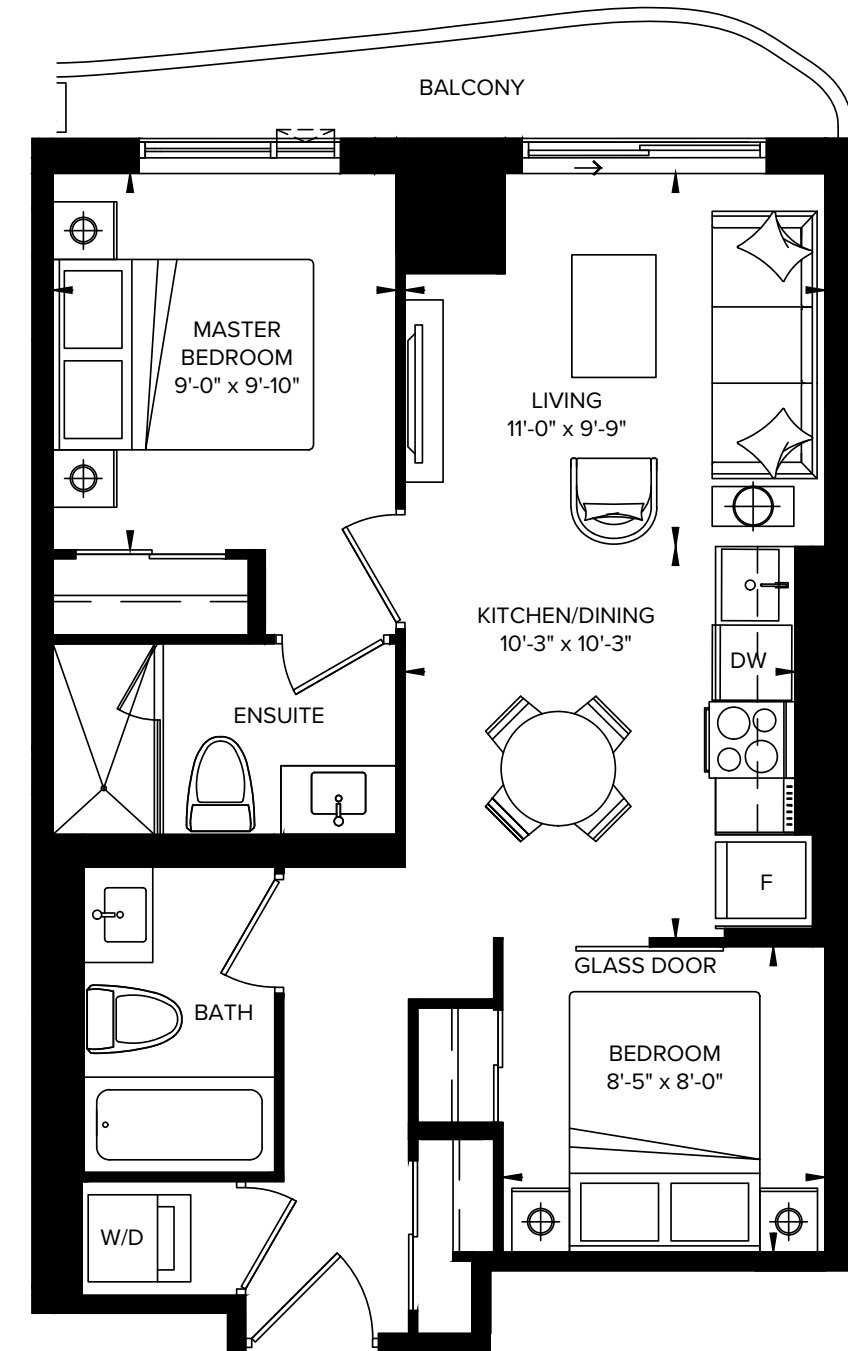 BALCONY
MASTER
BEDROOM
9'-0" x 9'-10"
LIVING
11'-0" x 9'-9"
KITCHEN/DINING
10'-3" x 10'-3"
DW
ENSUITE
F
GLASS DOOR
BATH
BEDROOM
8'-5" x 8'-0"
W/D